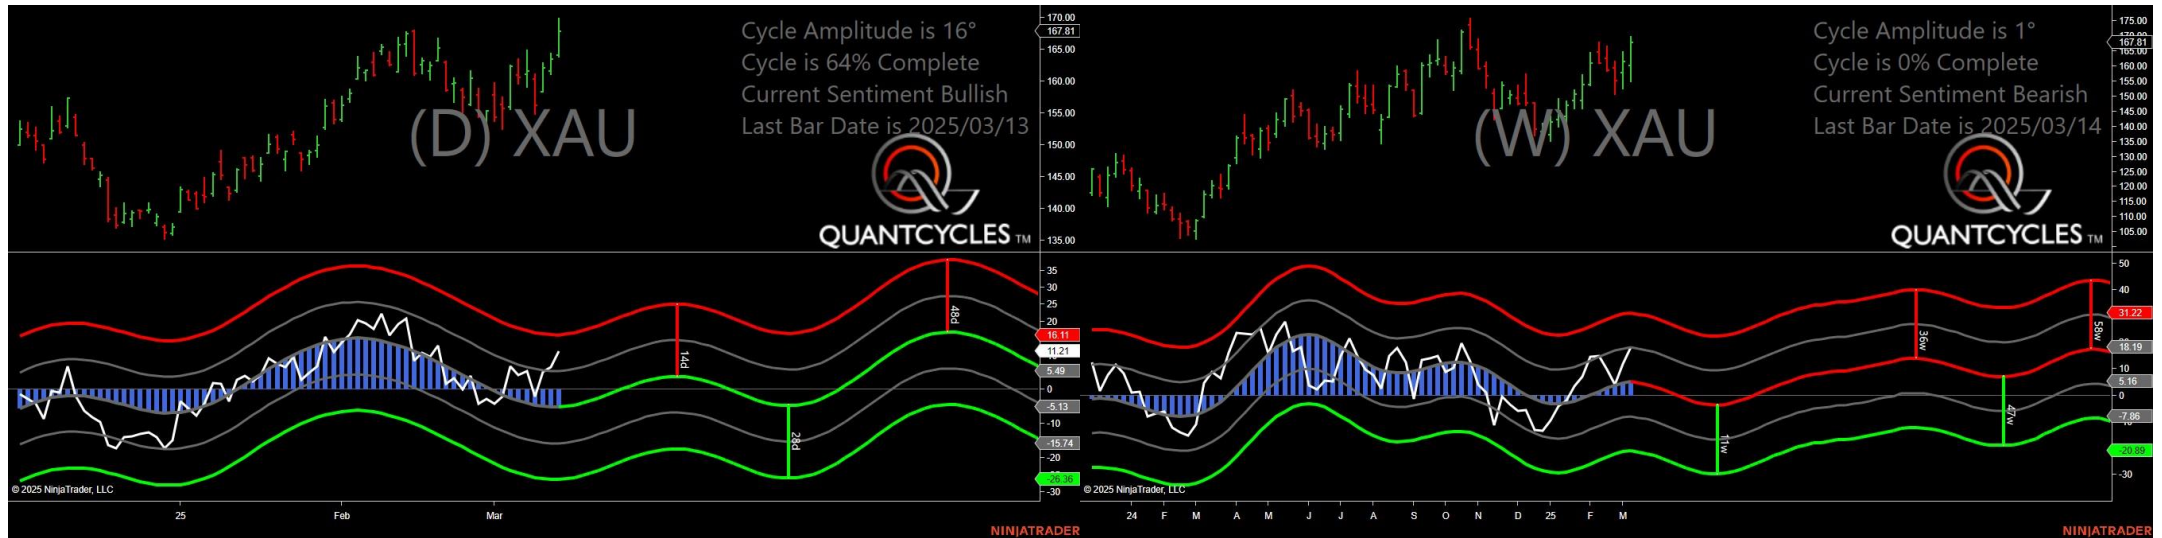 Cycle Amplitude is 16°
Cycle is 64% Complete
Current Sentiment Bullish
Last Bar Date is 2025/03/13
(D) XAU
QUANTCYCLES TM
170.00
167.81
165.00
160.00
155.00
150.00
145.00
140.00
135.00
35
30
25
20
16.11
11.21
5.49
0
-5.13
-10
-15.74
-20
-26.36
-30
14d
28d
48d
© 2025 NinjaTrader, LLC
25 Feb Mar
NINJATRADER
Cycle Amplitude is 1°
Cycle is 0% Complete
Current Sentiment Bearish
Last Bar Date is 2025/03/14
(W) XAU
QUANTCYCLES TM
175.00
167.81
165.00
160.00
155.00
150.00
145.00
140.00
135.00
130.00
125.00
120.00
115.00
110.00
105.00
50
40
31.22
18.19
10
5.16
0
-7.86
-20.89
-30
11w
36w
47w
58w
© 2025 NinjaTrader, LLC
24 F M A M J J A S O N D 25 F M
NINJATRADER